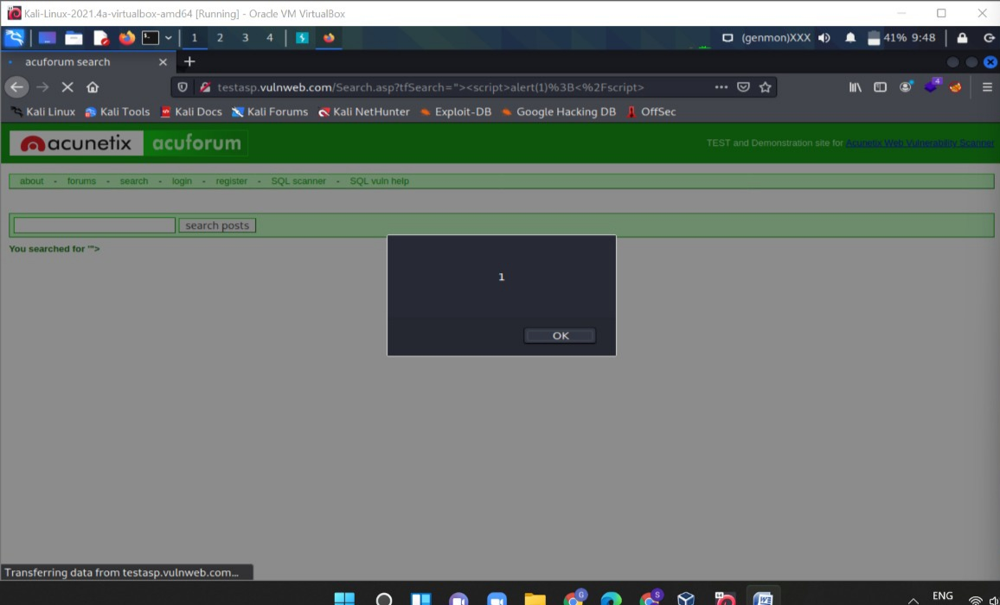 Kali-Linux-2021.4a-virtualbox-amd64 [Running] - Oracle VM VirtualBox
1 2 3 4 (genmon)XXX 41% 9:48
acuforum search
testasp.vulnweb.com/Search.asp?tfSearch="><script>alert(1)%3B<%2Fscript>
4
Kali Linux Kali Tools Kali Docs Kali Forums Kali NetHunter Exploit-DB Google Hacking DB OffSec
acunetix acuforum TEST and Demonstration site for Acunetix Web Vulnerability Scanner
about - forums - search - login - register - SQL scanner - SQL vuln help
search posts
You searched for '">
1
OK
Transferring data from testasp.vulnweb.com...
G S W ENG